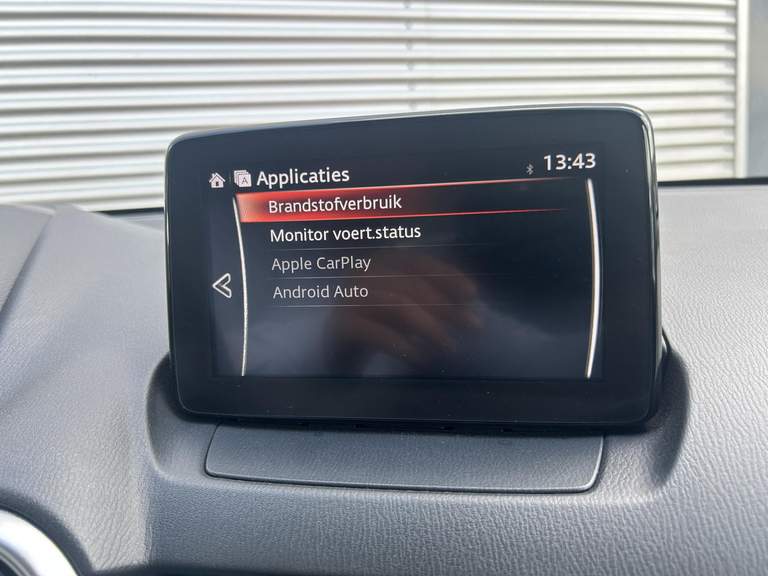 A Applicaties
13:43
Brandstofverbruik
Monitor voert.status
Apple CarPlay
Android Auto